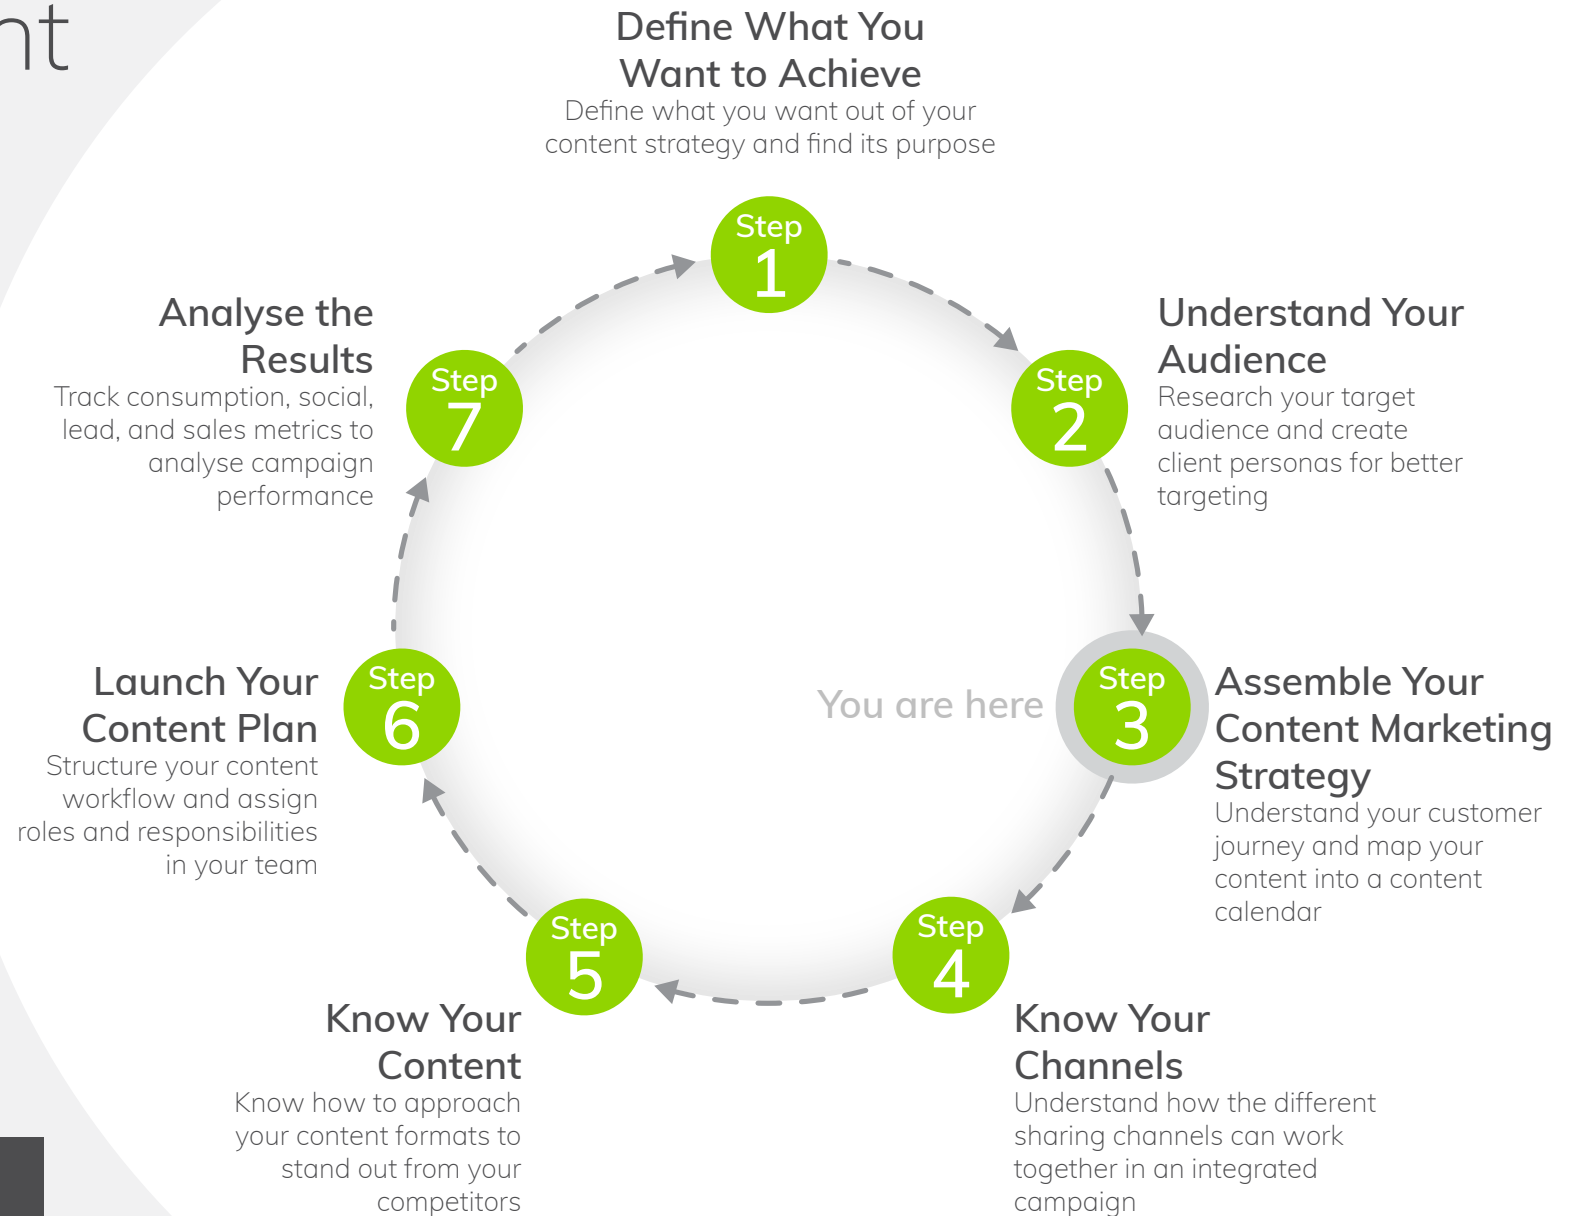 Define What You
Want to Achieve
Define what you want out of your
content strategy and find its purpose
Step
1
Understand Your
Audience
Research your target
audience and create
client personas for better
targeting
Step
2
You are here
Step
3
Assemble Your
Content Marketing
Strategy
Understand your customer
journey and map your
content into a content
calendar
Step
4
Know Your
Channels
Understand how the different
sharing channels can work
together in an integrated
campaign
Step
5
Know Your
Content
Know how to approach
your content formats to
stand out from your
competitors
Step
6
Launch Your
Content Plan
Structure your content
workflow and assign
roles and responsibilities
in your team
Step
7
Analyse the
Results
Track consumption, social,
lead, and sales metrics to
analyse campaign
performance